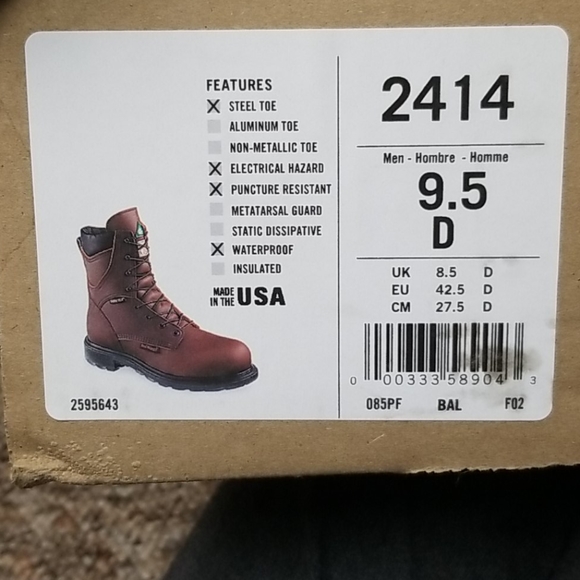 FEATURES
X STEEL TOE
ALUMINUM TOE
NON-METALLIC TOE
X ELECTRICAL HAZARD
X PUNCTURE RESISTANT
METATARSAL GUARD
STATIC DISSIPATIVE
X WATERPROOF
INSULATED
MADE IN THE USA
2595643
2414
Men - Hombre - Homme
9.5
D
UK 8.5 D
EU 42.5 D
CM 27.5 D
0 00333 58904 3
085PF BAL F02